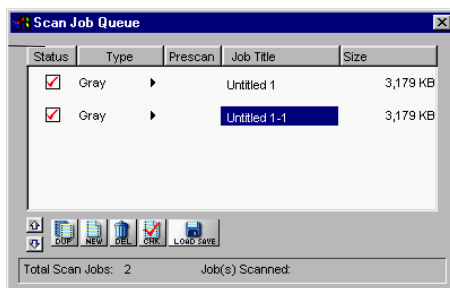 Scan Job Queue
Status Type Prescan Job Title Size
Gray Untitled 1 3,179 KB
Gray Untitled 1-1 3,179 KB
DUP NEW DEL CHK LOAD SAVE
Total Scan Jobs: 2 Job(s) Scanned: